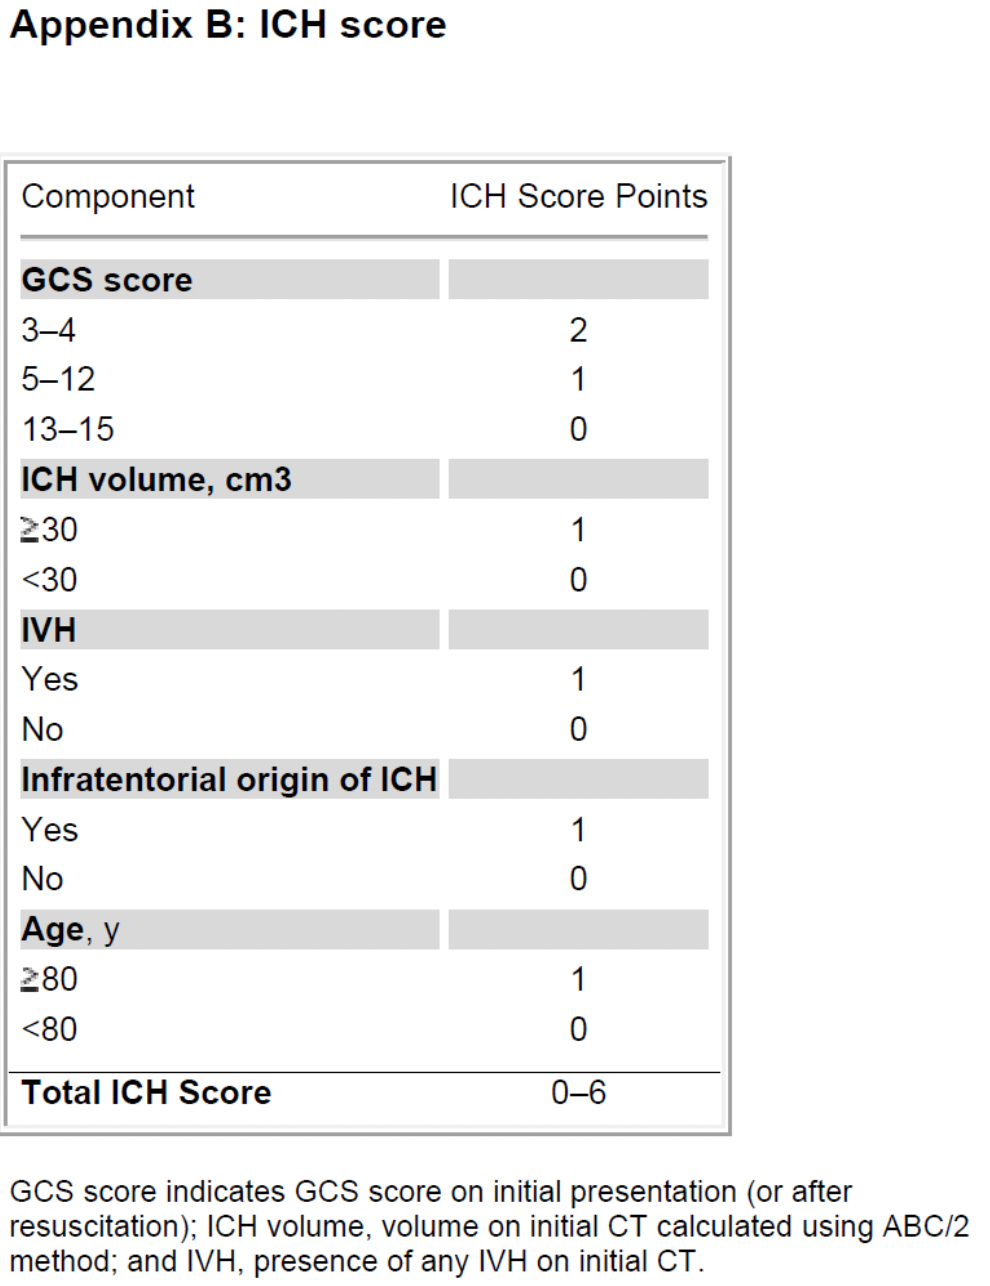 Appendix B: ICH score
Component ICH Score Points
GCS score
3–4 2
5–12 1
13–15 0
ICH volume, cm3
≥30 1
<30 0
IVH
Yes 1
No 0
Infratentorial origin of ICH
Yes 1
No 0
Age, y
≥80 1
<80 0
Total ICH Score 0–6
GCS score indicates GCS score on initial presentation (or after
resuscitation); ICH volume, volume on initial CT calculated using ABC/2
method; and IVH, presence of any IVH on initial CT.